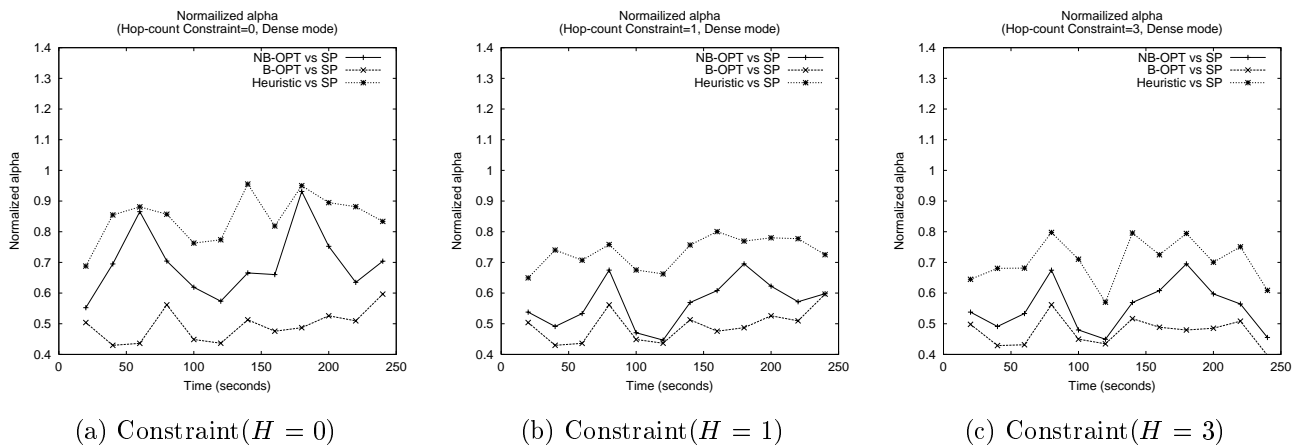 Normailized alpha
(Hop-count Constraint=0, Dense mode)
1.4
1.3
1.2
1.1
1
0.9
0.8
0.7
0.6
0.5
0.4
Normalized alpha
NB-OPT vs SP
B-OPT vs SP
Heuristic vs SP
0 50 100 150 200 250
Time (seconds)
(a) Constraint(H = 0)
Normalized alpha
(Hop-count Constraint=1, Dense mode)
1.4
1.3
1.2
1.1
1
0.9
0.8
0.7
0.6
0.5
0.4
Normalized alpha
NB-OPT vs SP
B-OPT vs SP
Heuristic vs SP
0 50 100 150 200 250
Time (seconds)
(b) Constraint(H = 1)
Normalized alpha
(Hop-count Constraint=3, Dense mode)
1.4
1.3
1.2
1.1
1
0.9
0.8
0.7
0.6
0.5
0.4
Normalized alpha
NB-OPT vs SP
B-OPT vs SP
Heuristic vs SP
0 50 100 150 200 250
Time (seconds)
(c) Constraint(H = 3)